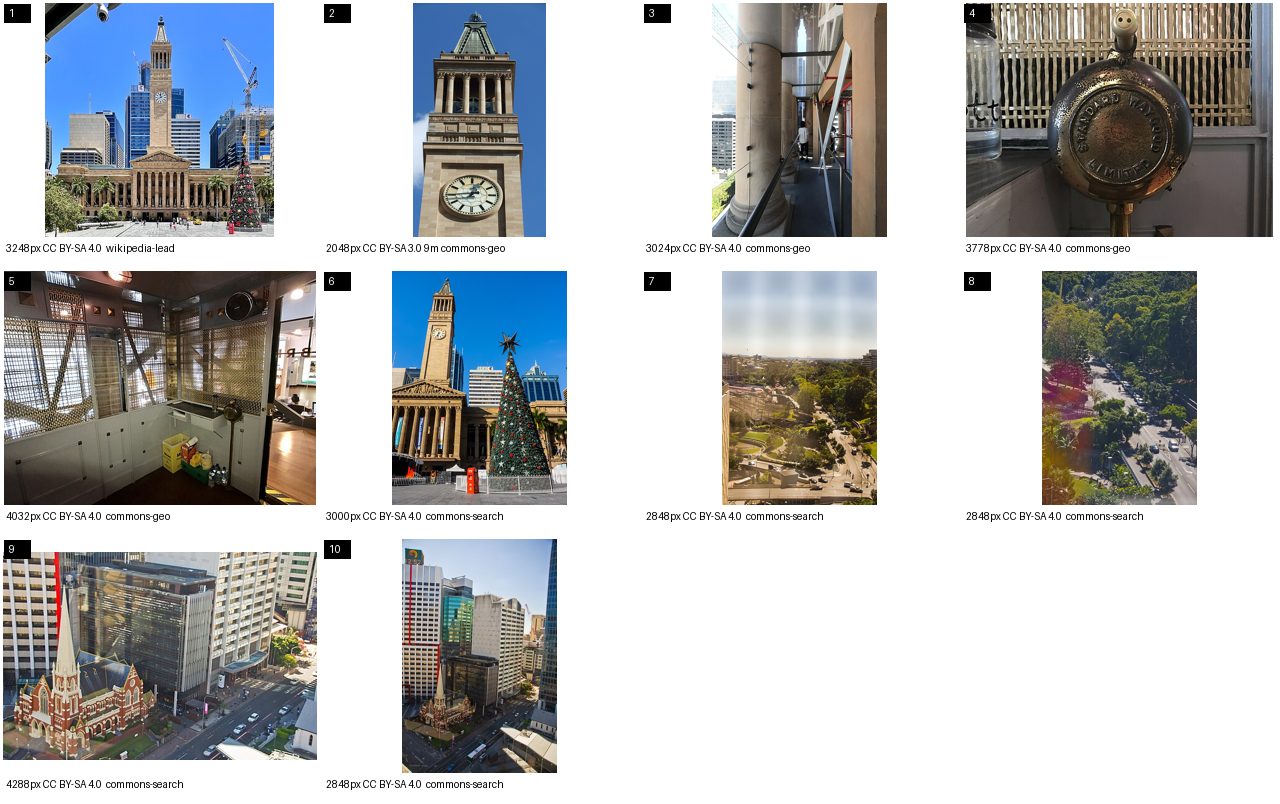 1
3248px CC BY-SA 4.0 wikipedia-lead
2
2048px CC BY-SA 3.0 9m commons-geo
3
3024px CC BY-SA 4.0 commons-geo
4
STANDARD WAYGOOD
LIMITED
3778px CC BY-SA 4.0 commons-geo
5
4032px CC BY-SA 4.0 commons-geo
6
3000px CC BY-SA 4.0 commons-search
7
2848px CC BY-SA 4.0 commons-search
8
2848px CC BY-SA 4.0 commons-search
9
4288px CC BY-SA 4.0 commons-search
10
2848px CC BY-SA 4.0 commons-search